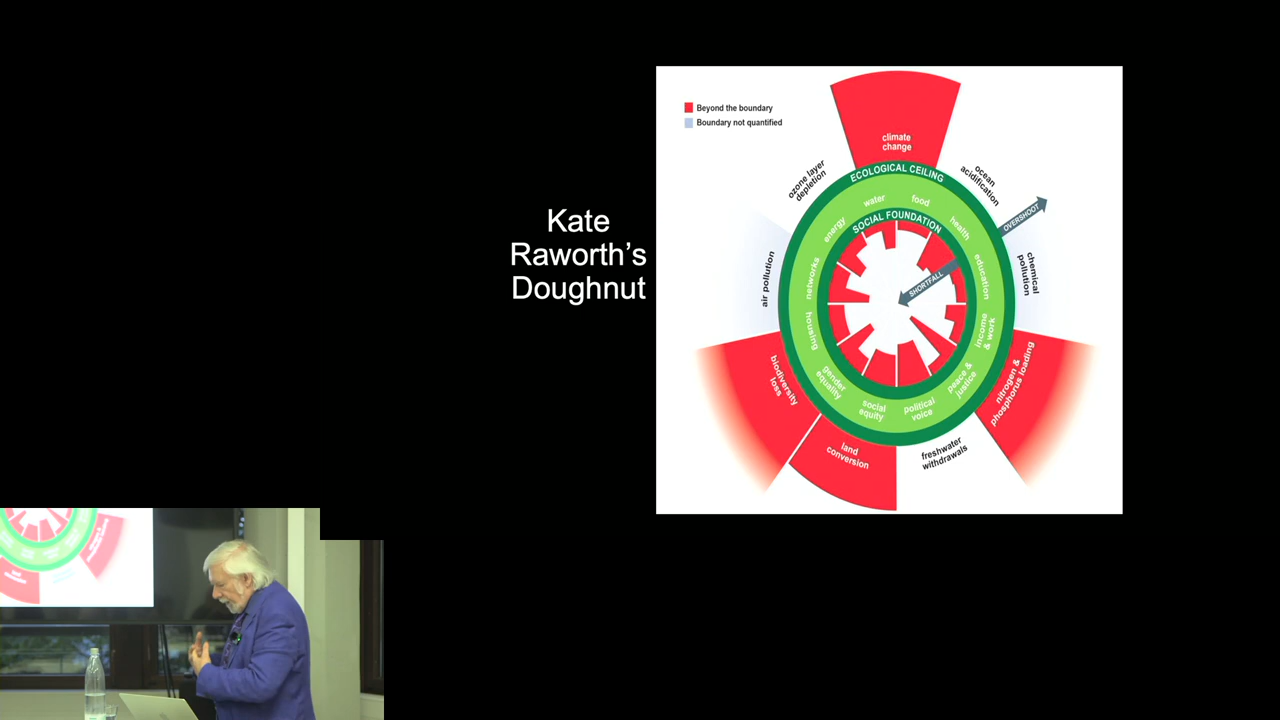 Kate
Raworth’s
Doughnut
Beyond the boundary
Boundary not quantified
climate
change
ozone layer
depletion
ocean
acidification
ECOLOGICAL CEILING
OVERSHOOT
water
food
energy
health
SOCIAL FOUNDATION
SHORTFALL
air pollution
networks
education
chemical
pollution
housing
income
& work
biodiversity
loss
gender
equality
peace &
justice
nitrogen &
phosphorus loading
social
equity
political
voice
land
conversion
freshwater
withdrawals